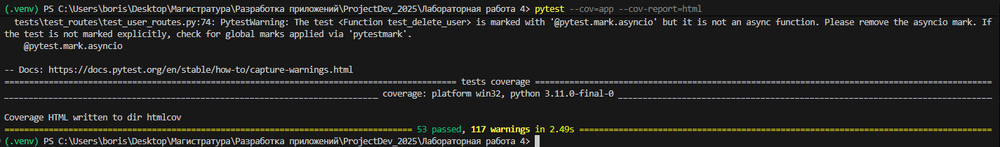 (.venv) PS C:\Users\boris\Desktop\Магистратура\Разработка приложений\ProjectDev_2025\Лабораторная работа 4> pytest --cov=app --cov-report=html
tests\test_routes\test_user_routes.py:74: PytestWarning: The test <Function test_delete_user> is marked with '@pytest.mark.asyncio' but it is not an async function. Please remove the asyncio mark. If
the test is not marked explicitly, check for global marks applied via 'pytestmark'.
@pytest.mark.asyncio
-- Docs: https://docs.pytest.org/en/stable/how-to/capture-warnings.html
tests coverage
coverage: platform win32, python 3.11.0-final-0
Coverage HTML written to dir htmlcov
53 passed, 117 warnings in 2.49s
(.venv) PS C:\Users\boris\Desktop\Магистратура\Разработка приложений\ProjectDev_2025\Лабораторная работа 4>